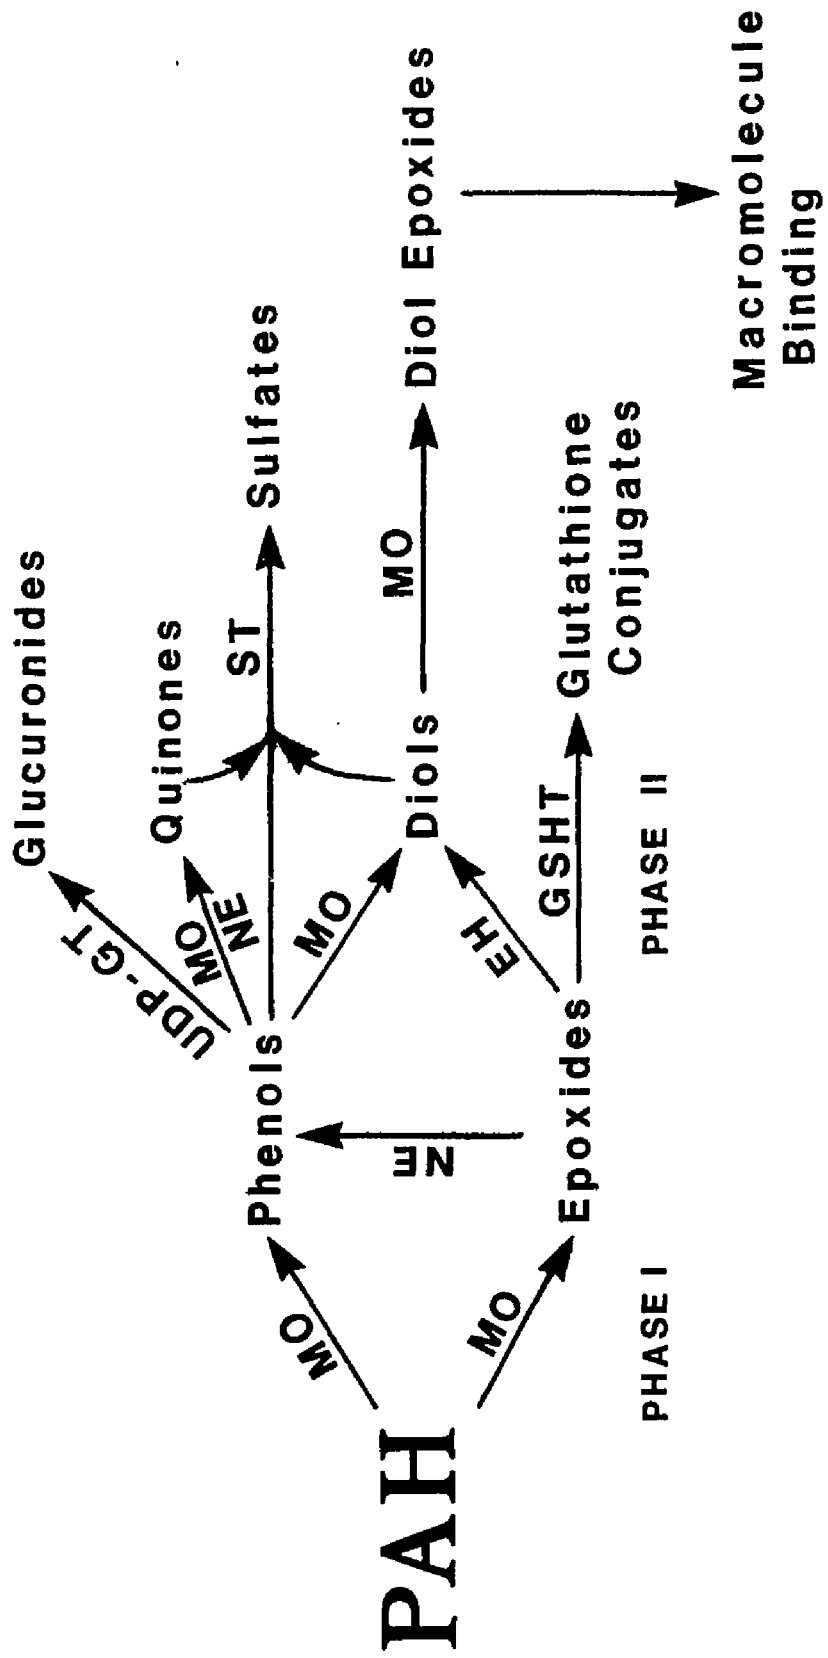 Glucuronides
UDP-GT
Quinones
MO
NE
ST
Sulfates
MO
Phenols
MO
PAH
NE
MO
Epoxides
EH
Diols
MO
Diol Epoxides
GSHT
Glutathione
Conjugates
Macromolecule
Binding
PHASE I
PHASE II